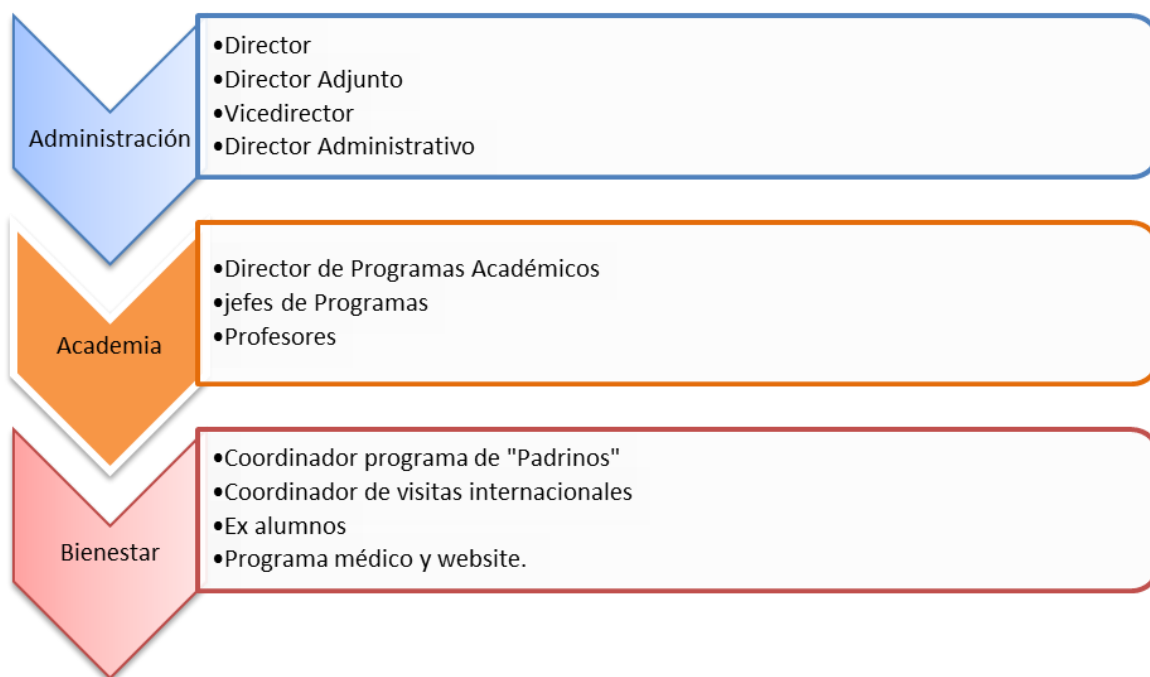 Administración
•Director
•Director Adjunto
•Vicedirector
•Director Administrativo
Academia
•Director de Programas Académicos
•jefes de Programas
•Profesores
Bienestar
•Coordinador programa de "Padrinos"
•Coordinador de visitas internacionales
•Ex alumnos
•Programa médico y website.